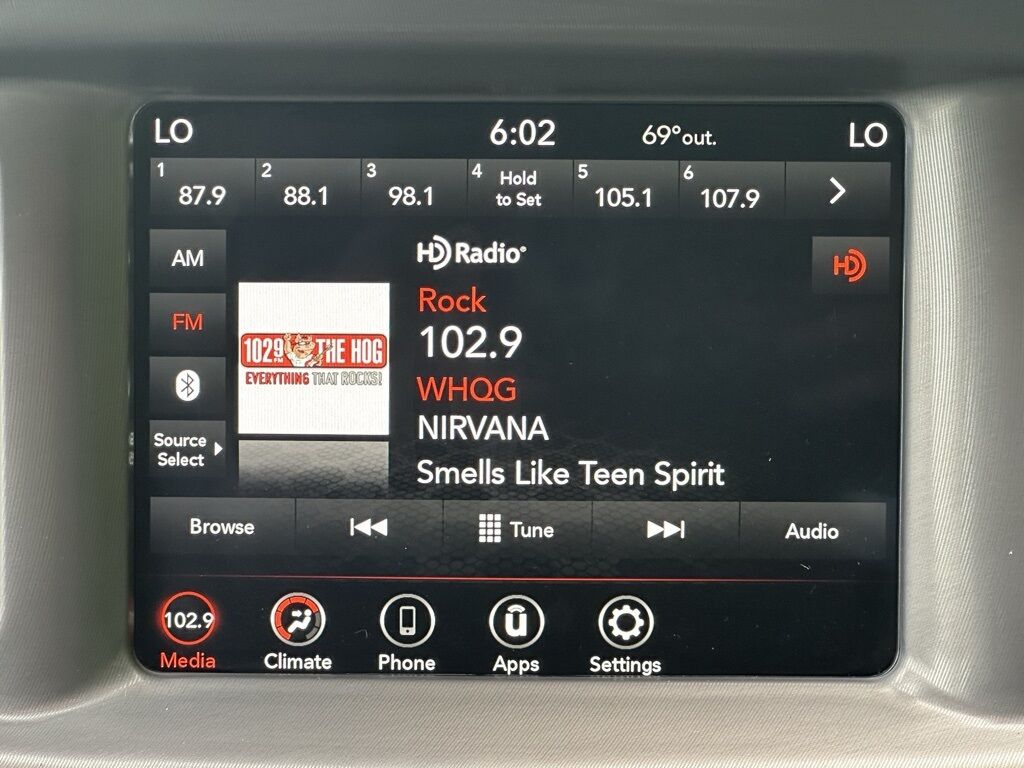 LO 6:02 69° out. LO
1 87.9 2 88.1 3 98.1 4 Hold to Set 5 105.1 6 107.9
AM
HD Radio®
HD
Rock
FM
102.9
1029 FM THE HOG
EVERYTHING THAT ROCKS!
WHQG
NIRVANA
Source
Select
Smells Like Teen Spirit
Browse Tune Audio
102.9
Media Climate Phone Apps Settings